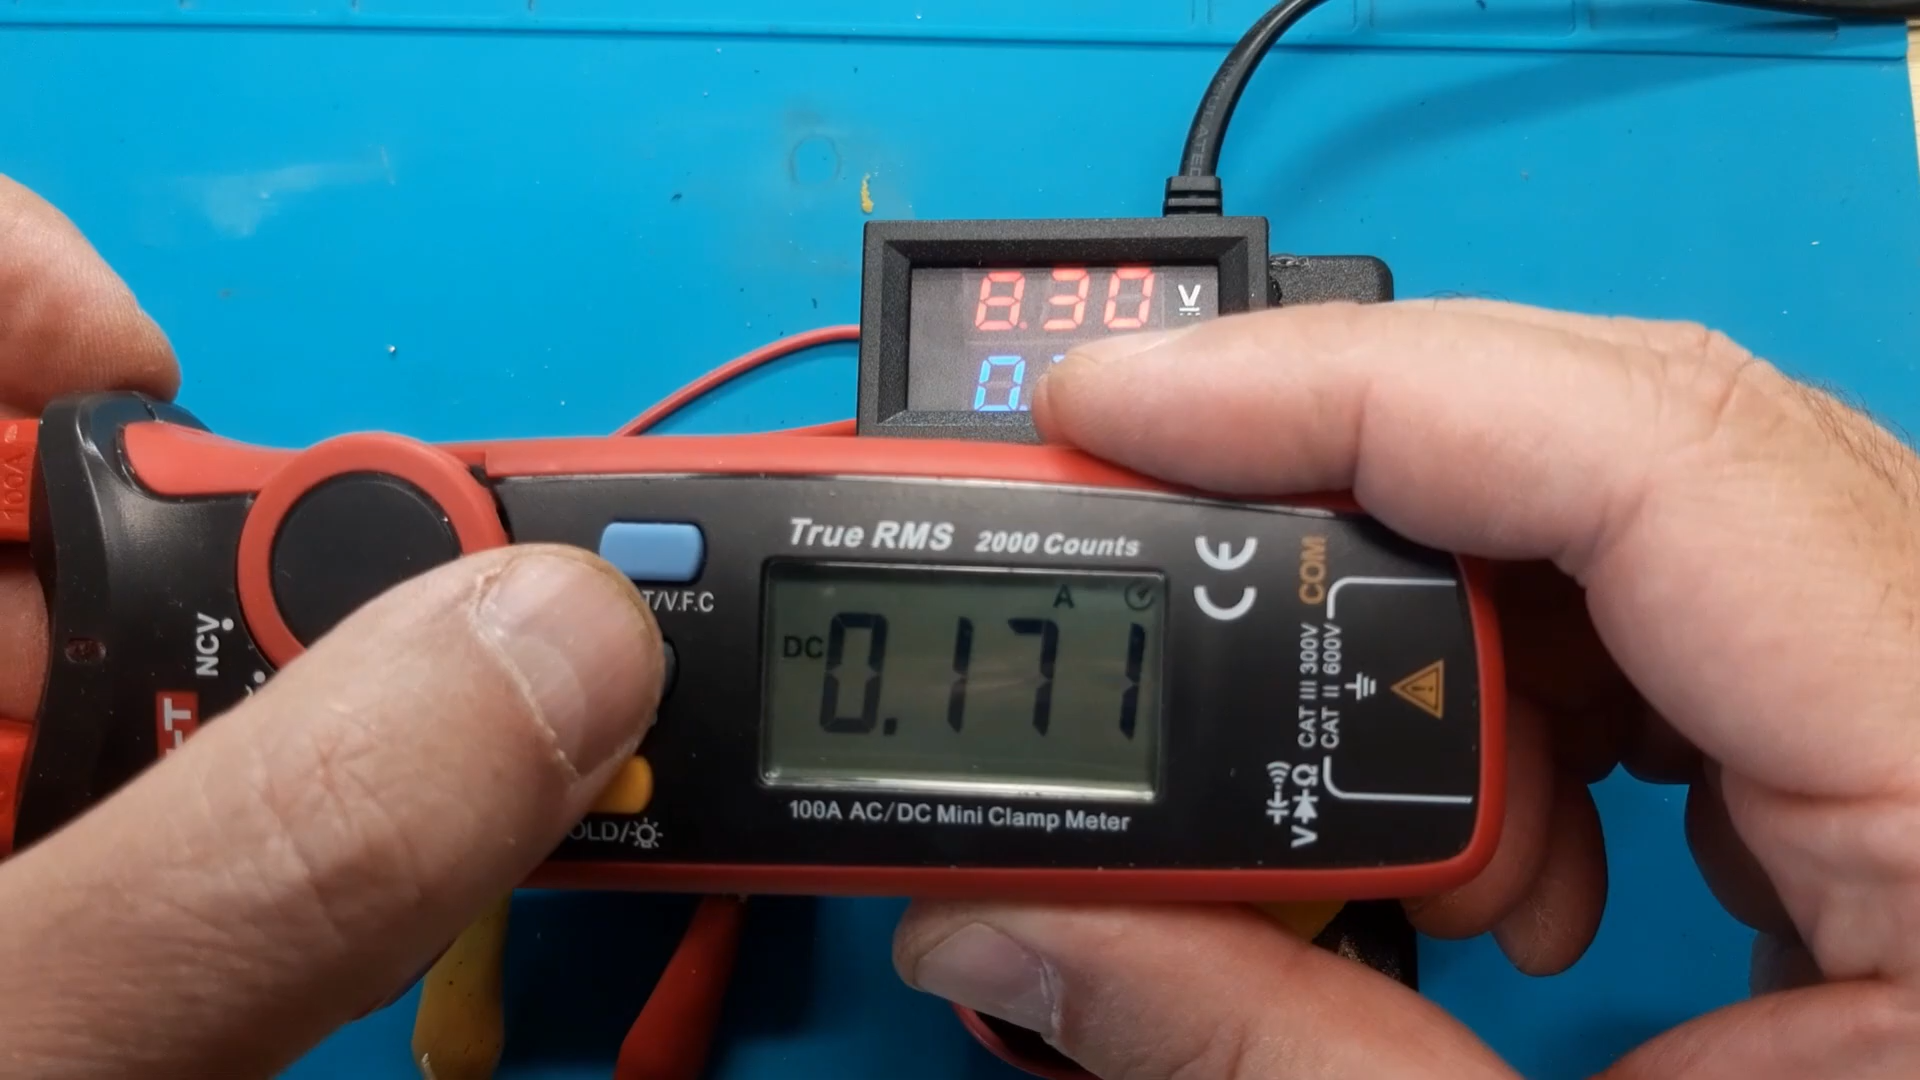 8.30 V
0.
True RMS 2000 Counts
T/V.F.C
A
DC 0.171
100A AC/DC Mini Clamp Meter
OLD/
COM
CAT III 300V
CAT II 600V
V Ω
NCV
-T
100A